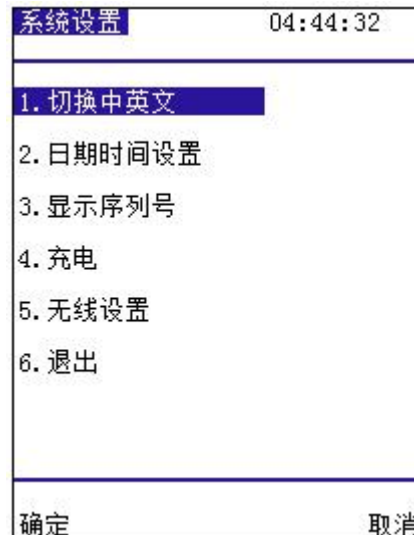 系统设置 04:44:32
1.切换中英文
2.日期时间设置
3.显示序列号
4.充电
5.无线设置
6.退出
确定 取消